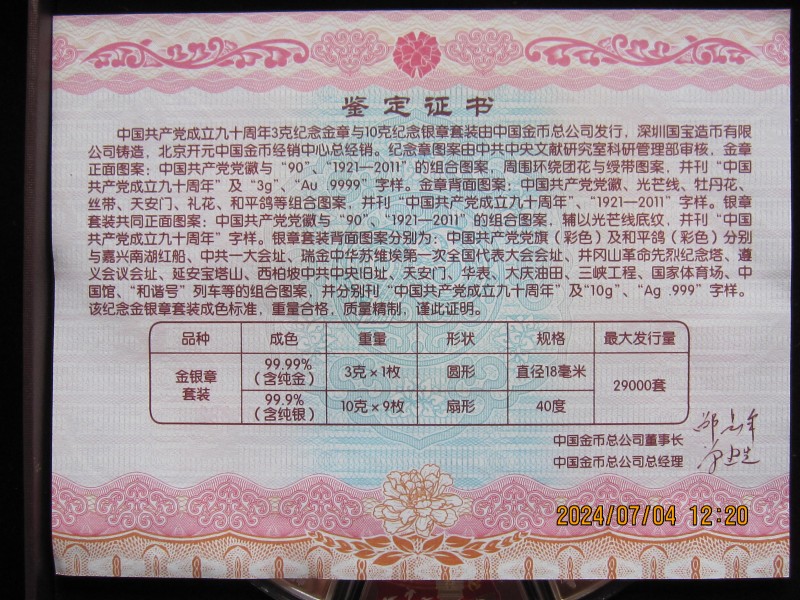 鉴定证书
中国共产党成立九十周年3克纪念金章与10克纪念银章套装由中国金币总公司发行，深圳国宝造币有限
公司铸造，北京开元中国金币经销中心总经销。纪念章图案由中共中央文献研究室科研管理部审核，金章
正面图案：中国共产党党徽与“90”、“1921—2011”的组合图案，周围环绕团花与绶带图案，并刊“中国
共产党成立九十周年”及“3g”、“Au .9999”字样。金章背面图案：中国共产党党徽、光芒线、牡丹花、
丝带、天安门、礼花、和平鸽等组合图案，并刊“中国共产党成立九十周年”、“1921-2011”字样。银章
套装共同正面图案：中国共产党党徽与“90”、“1921-2011”的组合图案，辅以光芒线底纹，并刊“中国
共产党成立九十周年”字样。银章套装背面图案分别为：中国共产党党旗（彩色）及和平鸽（彩色）分别
与嘉兴南湖红船、中共一大会址、瑞金中华苏维埃第一次全国代表大会会址、井冈山革命先烈纪念塔、遵
义会议会址、延安宝塔山、西柏坡中共中央旧址、天安门、华表、大庆油田、三峡工程、国家体育场、中
国馆、“和谐号”列车等的组合图案，并分别刊“中国共产党成立九十周年”及“10g”、“Ag .999”字样。
该纪念金银章套装成色标准，重量合格，质量精制，谨此证明。
品种 成色 重量 形状 规格 最大发行量
金银章套装 99.99%（含纯金） 3克×1枚 圆形 直径18毫米 29000套
99.9%（含纯银） 10克×9枚 扇形 40度
中国金币总公司董事长
中国金币总公司总经理
2024/07/04 12:20